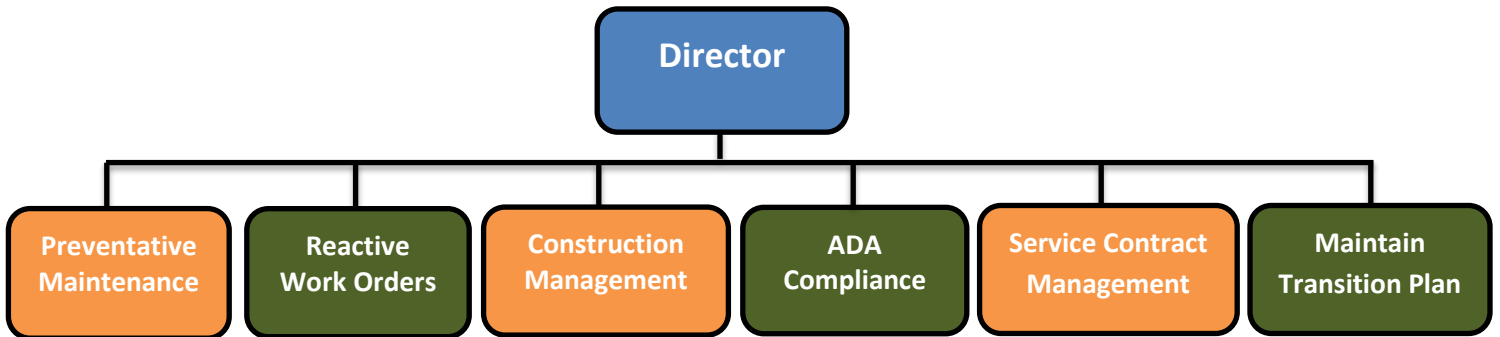 Director
Preventative
Maintenance
Reactive
Work Orders
Construction
Management
ADA
Compliance
Service Contract
Management
Maintain
Transition Plan